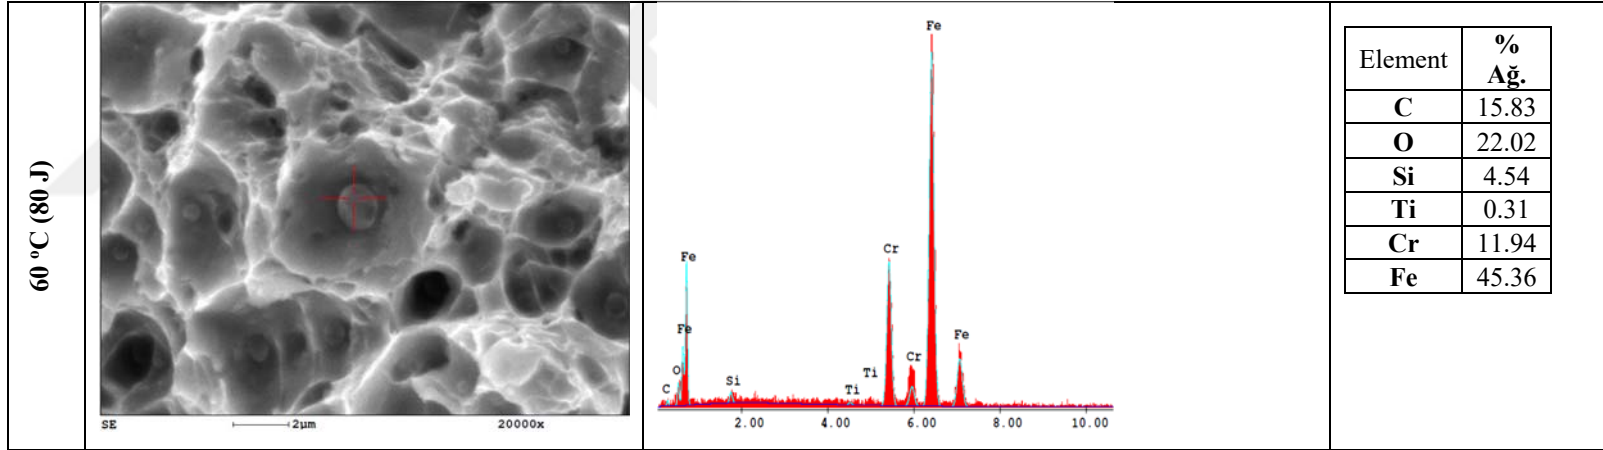 60 ºC (80 J)
SE 2µm 20000x
Fe
Cr
Fe
Fe
Fe
Cr
O
Si
Ti
Ti
C
2.00 4.00 6.00 8.00 10.00
Element % Ağ.
C 15.83
O 22.02
Si 4.54
Ti 0.31
Cr 11.94
Fe 45.36